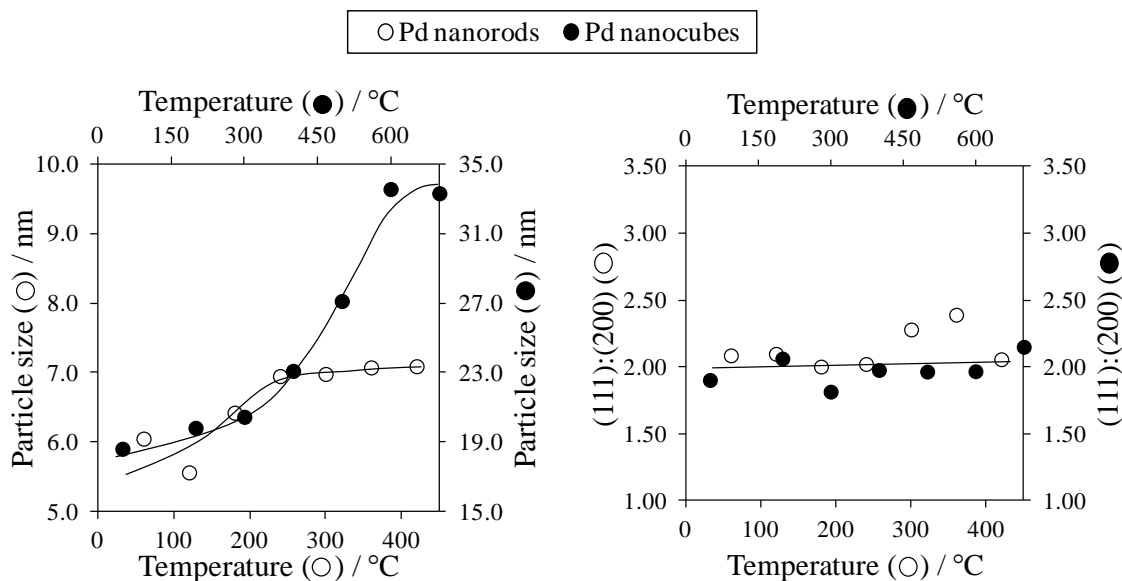 ○ Pd nanorods ● Pd nanocubes
Temperature (●) / °C
0 150 300 450 600
10.0
9.0
8.0
7.0
6.0
5.0
Particle size (○) / nm
35.0
31.0
27.0
23.0
19.0
15.0
Particle size (●) / nm
0 100 200 300 400
Temperature (○) / °C
Temperature (●) / °C
0 150 300 450 600
3.50
3.00
2.50
2.00
1.50
1.00
(111):(200) (○)
3.50
3.00
2.50
2.00
1.50
1.00
(111):(200) (●)
0 100 200 300 400
Temperature (○) / °C